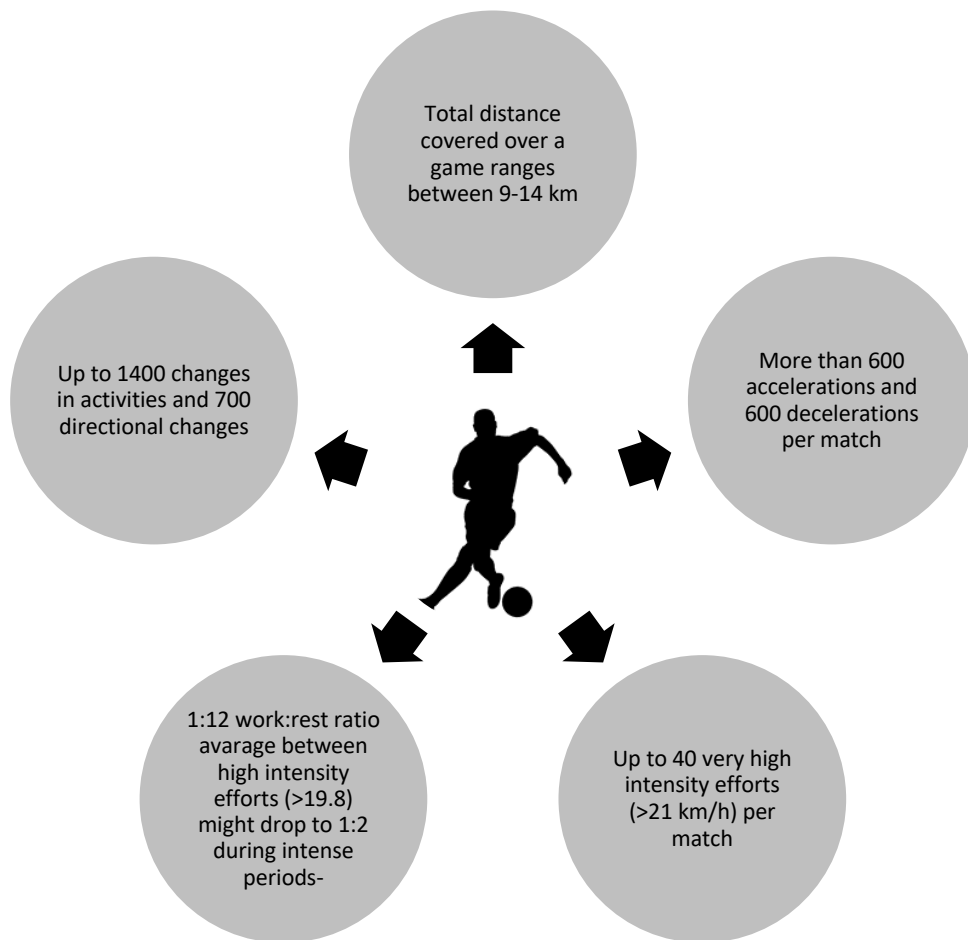 Total distance
covered over a
game ranges
between 9-14 km
Up to 1400 changes
in activities and 700
directional changes
More than 600
accelerations and
600 decelerations
per match
1:12 work:rest ratio
avarage between
high intensity
efforts (>19.8)
might drop to 1:2
during intense
periods-
Up to 40 very high
intensity efforts
(>21 km/h) per
match